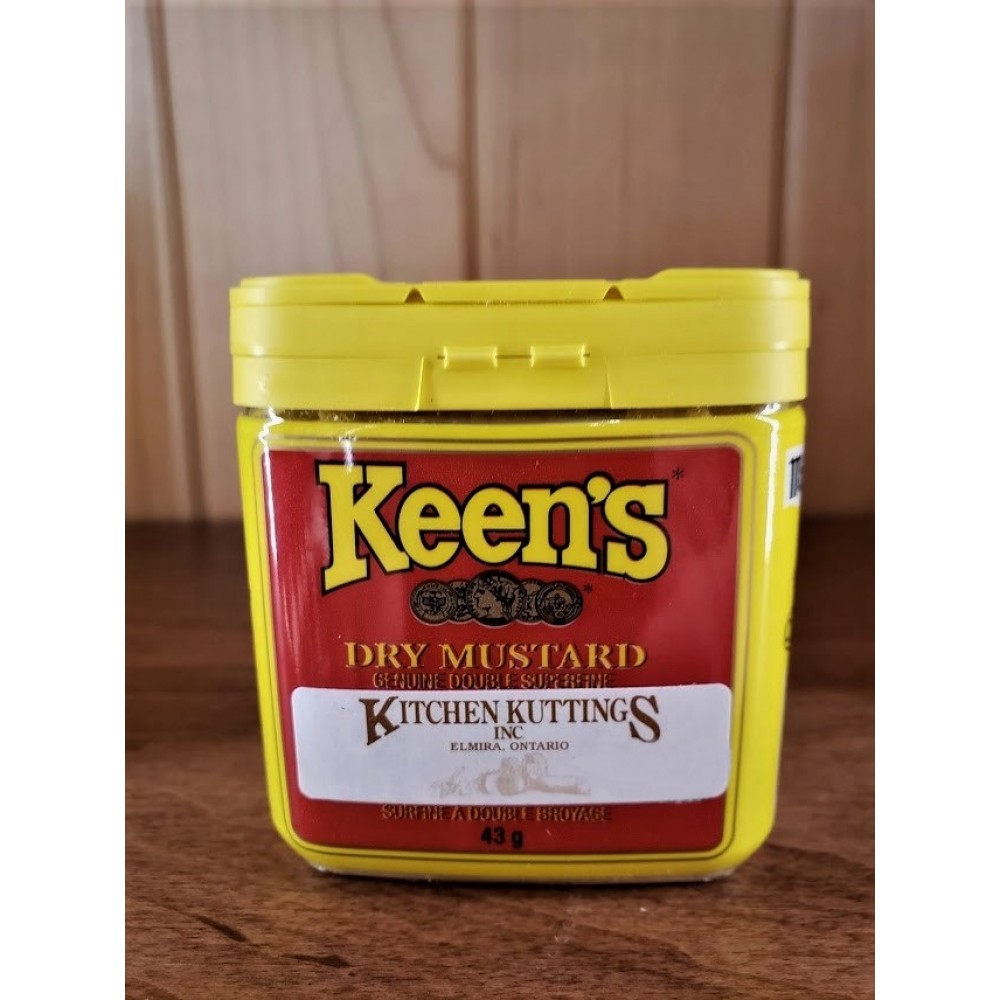 Keen's*
*
DRY MUSTARD
GENUINE DOUBLE SUPERFINE
KITCHEN KUTTINGS
INC
ELMIRA, ONTARIO
SURFINE A DOUBLE BROYAGE
43 g